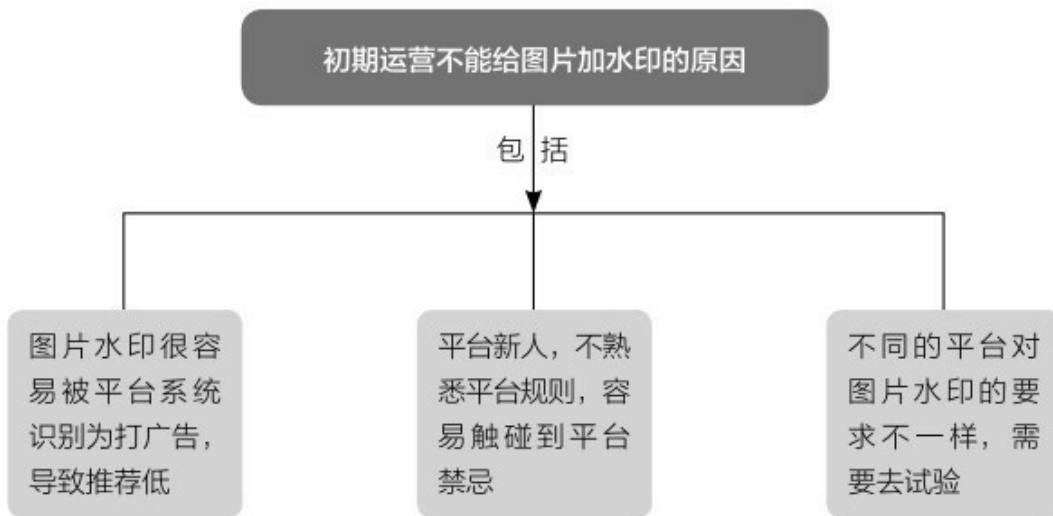 初期运营不能给图片加水印的原因
包括
图片水印很容
易被平台系统
识别为打广告，
导致推荐低
平台新人，不熟
悉平台规则，容
易触碰到平台
禁忌
不同的平台对
图片水印的要
求不一样，需
要去试验